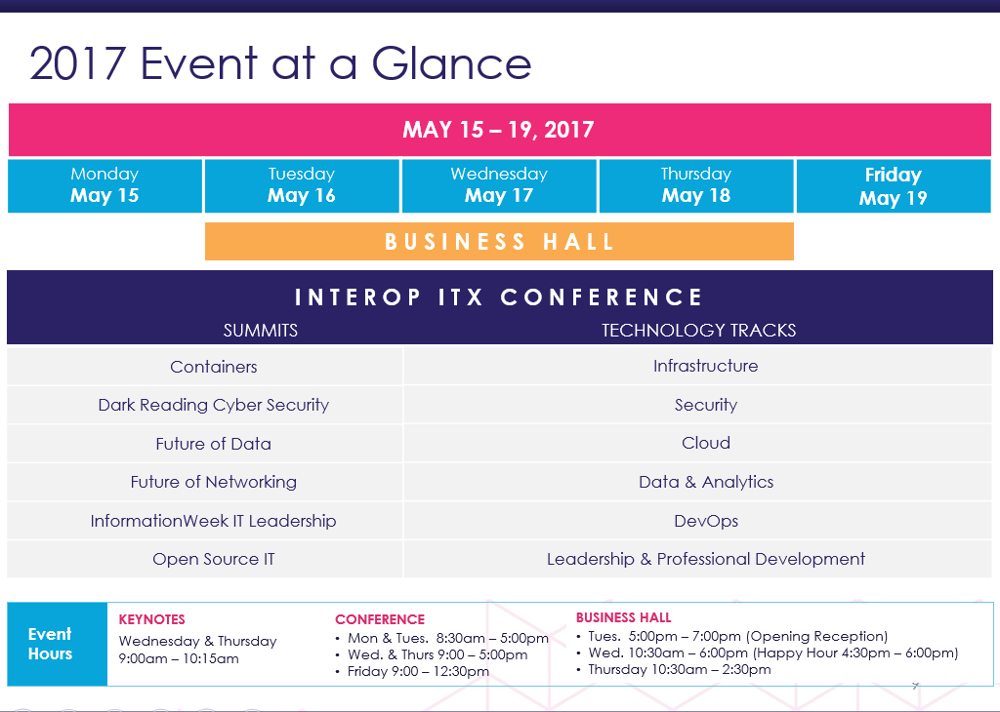 2017 Event at a Glance
MAY 15 – 19, 2017
Monday
May 15
Tuesday
May 16
Wednesday
May 17
Thursday
May 18
Friday
May 19
BUSINESS HALL
INTEROP ITX CONFERENCE
SUMMITS
TECHNOLOGY TRACKS
Containers
Infrastructure
Dark Reading Cyber Security
Security
Future of Data
Cloud
Future of Networking
Data & Analytics
InformationWeek IT Leadership
DevOps
Open Source IT
Leadership & Professional Development
Event
Hours
KEYNOTES
Wednesday & Thursday
9:00am – 10:15am
CONFERENCE
• Mon & Tues. 8:30am – 5:00pm
• Wed. & Thurs 9:00 – 5:00pm
• Friday 9:00 – 12:30pm
BUSINESS HALL
• Tues. 5:00pm – 7:00pm (Opening Reception)
• Wed. 10:30am – 6:00pm (Happy Hour 4:30pm – 6:00pm)
• Thursday 10:30am – 2:30pm